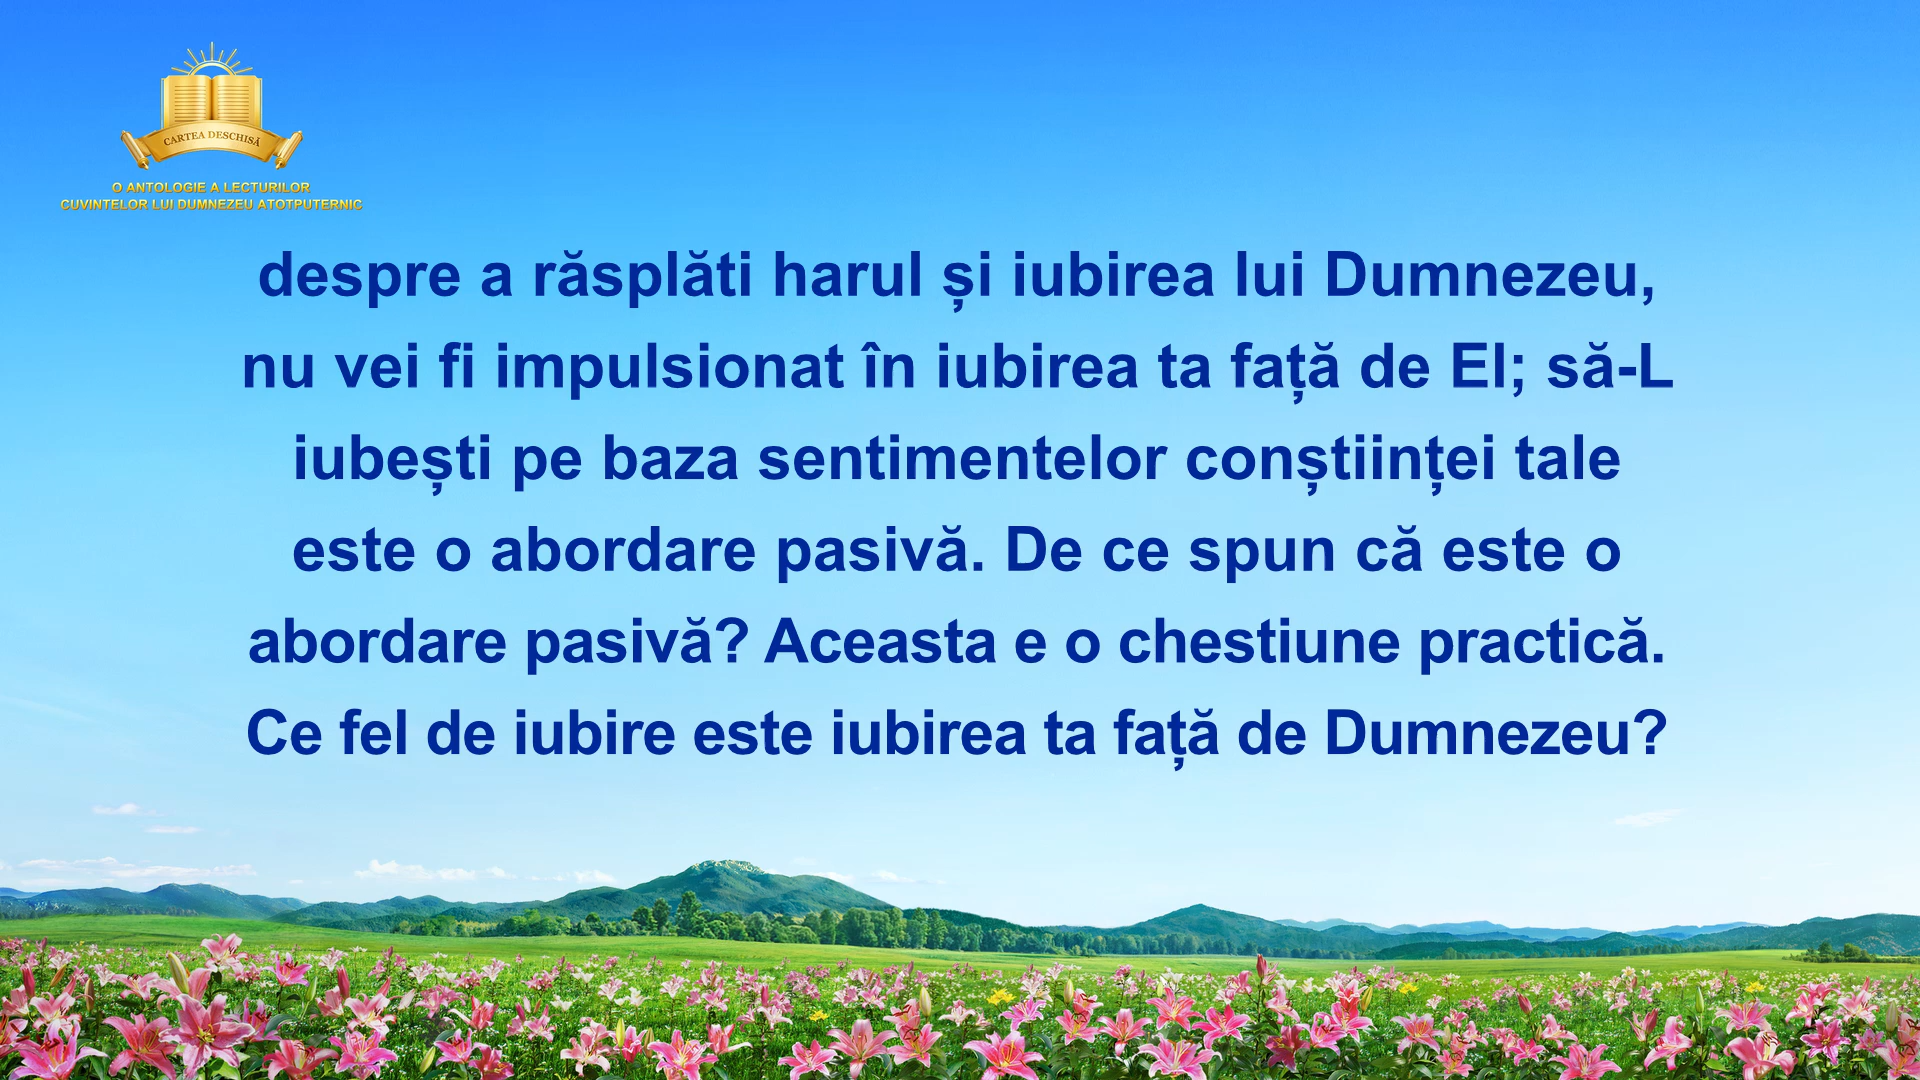 CARTEA DESCHISĂ
O ANTOLOGIE A LECTURILOR
CUVINTELOR LUI DUMNEZEU ATOTPUTERNIC
despre a răsplăti harul și iubirea lui Dumnezeu,
nu vei fi impulsionat în iubirea ta față de El; să-L
iubești pe baza sentimentelor conștiinței tale
este o abordare pasivă. De ce spun că este o
abordare pasivă? Aceasta e o chestiune practică.
Ce fel de iubire este iubirea ta față de Dumnezeu?